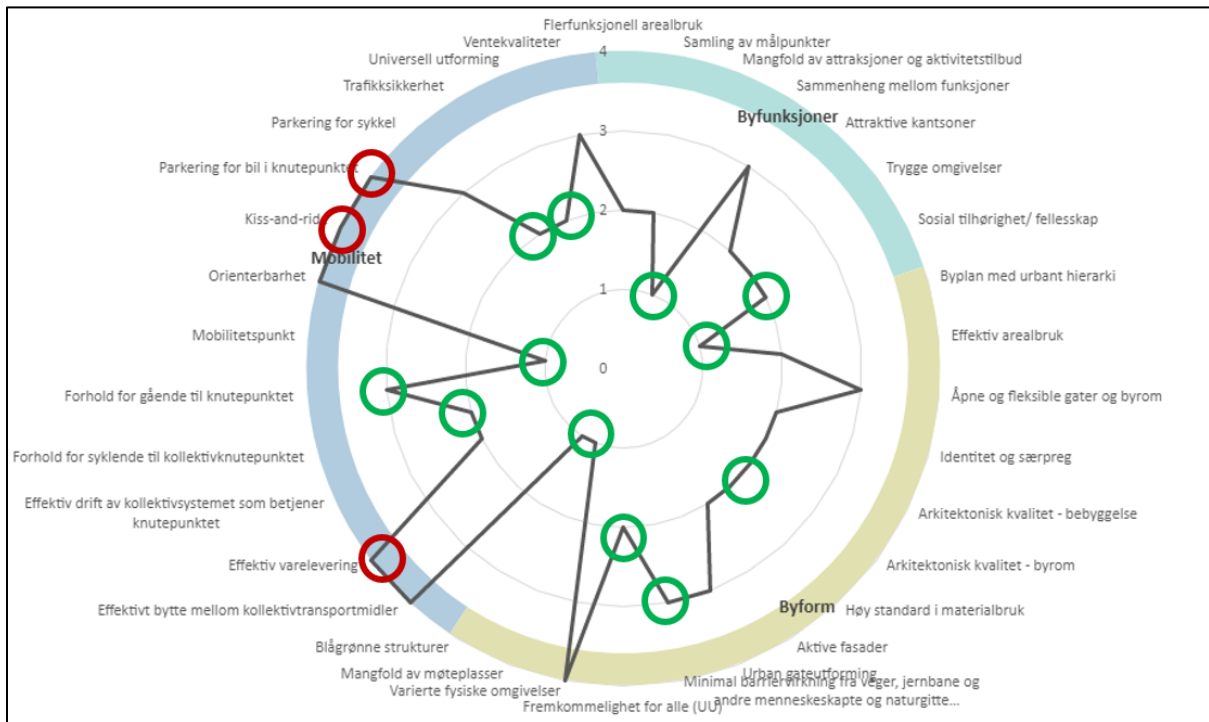 Flerfunksjonell arealbruk
Samling av målpunkter
Mangfold av attraksjoner og aktivitetstilbud
Sammenheng mellom funksjoner
Byfunksjoner
Attraktive kantsoner
Trygge omgivelser
Sosial tilhørighet/ fellesskap
Byplan med urbant hierarki
Effektiv arealbruk
Åpne og fleksible gater og byrom
Identitet og særpreg
Arkitektonisk kvalitet - bebyggelse
Arkitektonisk kvalitet - byrom
Høy standard i materialbruk
Byform
Aktive fasader
Urban gateutforming
Minimal barriervirkning fra veger, jernbane og
andre menneskeskapte og naturgitte...
Fremkommelighet for alle (UU)
Varierte fysiske omgivelser
Mangfold av møteplasser
Blågrønne strukturer
Effektivt bytte mellom kollektivtransportmidler
Effektiv varelevering
Effektiv drift av kollektivsystemet som betjener
knutepunktet
Forhold for syklende til kollektivknutepunktet
Forhold for gående til knutepunktet
Mobilitetspunkt
Orienterbarhet
Mobilitet
Kiss-and-rid
Parkering for bil i knutepunktet
Parkering for sykkel
Trafikksikkerhet
Universell utforming
Ventekvaliteter
4
3
2
1
0